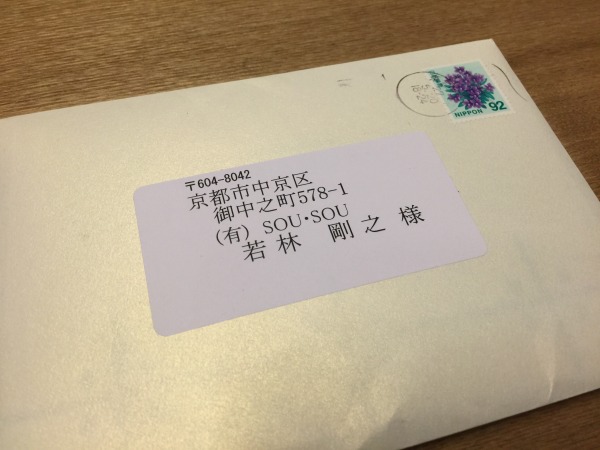 〒604-8042
京都市中京区
御中之町578-1
(有) SOU・SOU
若林 剛之 様
NIPPON 92